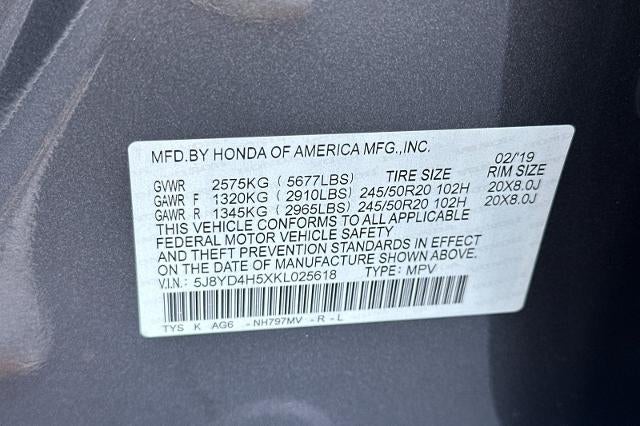 MFD.BY HONDA OF AMERICA MFG.,INC. 02/'19
GVWR 2575KG (5677LBS) TIRE SIZE RIM SIZE
GAWR F 1320KG (2910LBS) 245/50R20 102H 20X8.0J
GAWR R 1345KG (2965LBS) 245/50R20 102H 20X8.0J
THIS VEHICLE CONFORMS TO ALL APPLICABLE
FEDERAL MOTOR VEHICLE SAFETY
AND THEFT PREVENTION STANDARDS IN EFFECT
ON THE DATE OF MANUFACTURE SHOWN ABOVE.
V.I.N.: 5J8YD4H5XKL025618 TYPE: MPV
TYS K AG6 - NH797MV - R - L